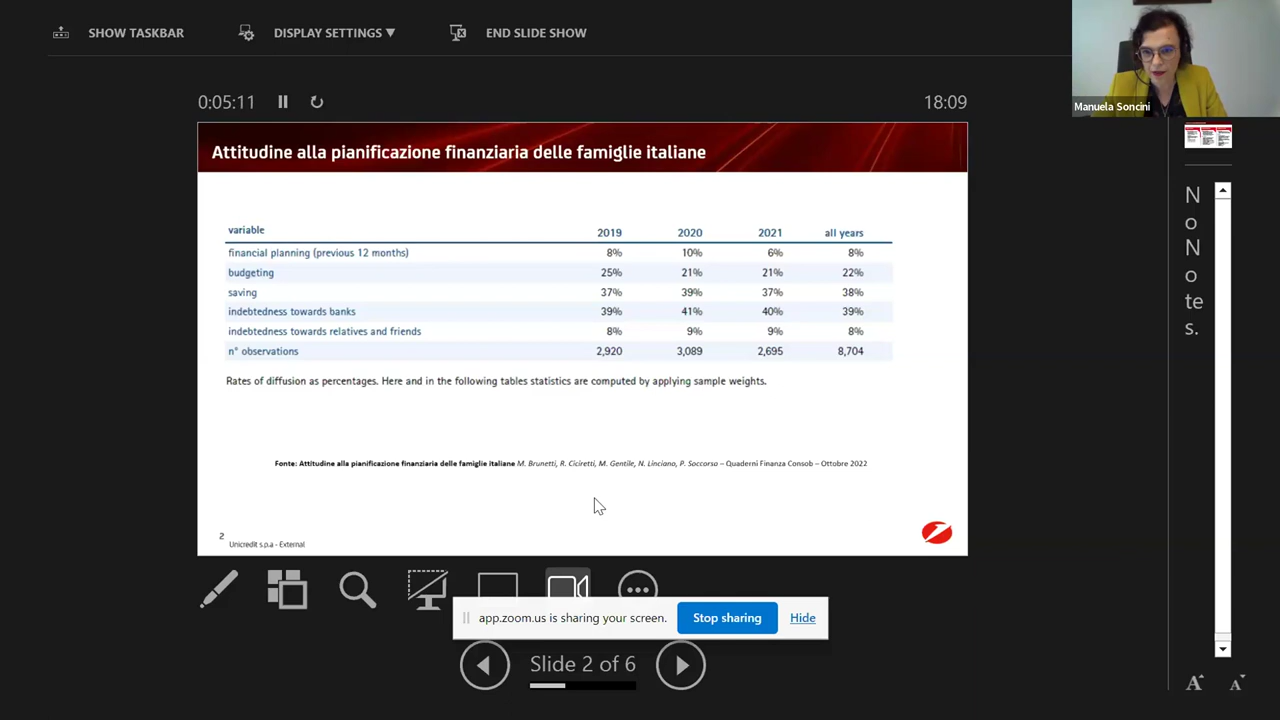 SHOW TASKBAR DISPLAY SETTINGS ▼ END SLIDE SHOW
Manuela Soncini
0:05:11 18:09
Attitudine alla pianificazione finanziaria delle famiglie italiane
variable 2019 2020 2021 all years
financial planning (previous 12 months) 8% 10% 6% 8%
budgeting 25% 21% 21% 22%
saving 37% 39% 37% 38%
indebtedness towards banks 39% 41% 40% 39%
indebtedness towards relatives and friends 8% 9% 9% 8%
n° observations 2,920 3,089 2,695 8,704
Rates of diffusion as percentages. Here and in the following tables statistics are computed by applying sample weights.
Fonte: Attitudine alla pianificazione finanziaria delle famiglie italiane M. Brunetti, R. Ciciretti, M. Gentile, N. Linciano, P. Soccorso – Quaderni Finanza Consob – Ottobre 2022
2
Unicredit s.p.a - External
app.zoom.us is sharing your screen. Stop sharing Hide
Slide 2 of 6
N
o
N
o
te
s.
A A